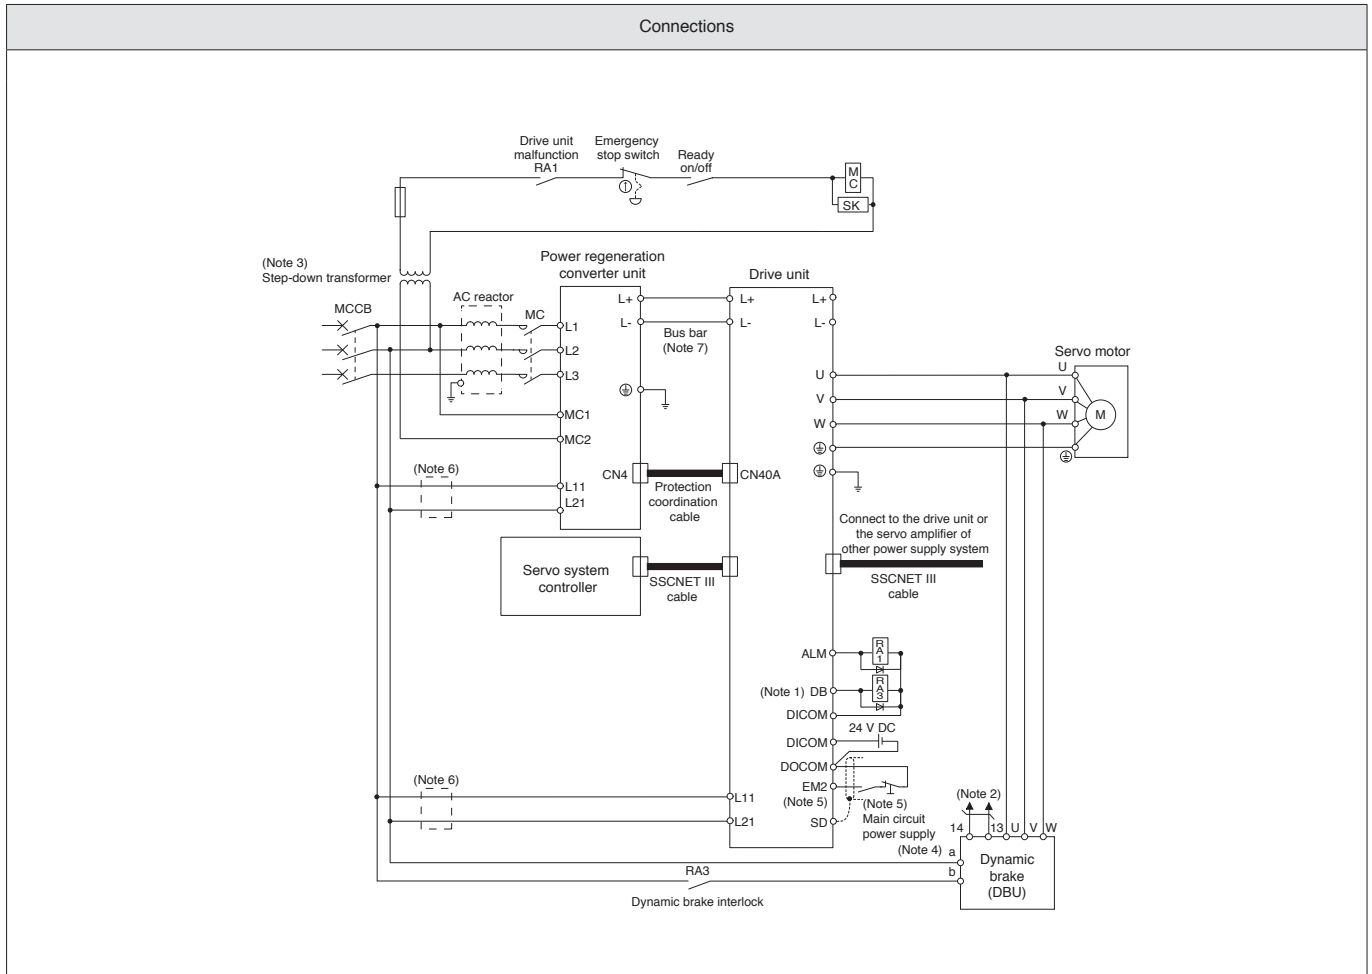 Connections
Drive unit
malfunction
RA1
Emergency
stop switch
Ready
on/off
M
C
SK
(Note 3)
Step-down transformer
Power regeneration
converter unit
Drive unit
MCCB
AC reactor
MC
L+
L-
L+
L-
L+
L-
L1
L2
L3
Bus bar
(Note 7)
MC1
MC2
Servo motor
U
V
W
U
V
W
M
(Note 6)
L11
L21
CN4
CN40A
Protection
coordination
cable
Servo system
controller
SSCNET III
cable
Connect to the drive unit or
the servo amplifier of
other power supply system
SSCNET III
cable
ALM
R
A
1
(Note 1) DB
R
A
3
DICOM
24 V DC
DICOM
DOCOM
EM2
(Note 5)
SD
(Note 5)
Main circuit
power supply
(Note 6)
L11
L21
(Note 2)
14
13
U
V
W
(Note 4)
a
b
Dynamic
brake
(DBU)
RA3
Dynamic brake interlock